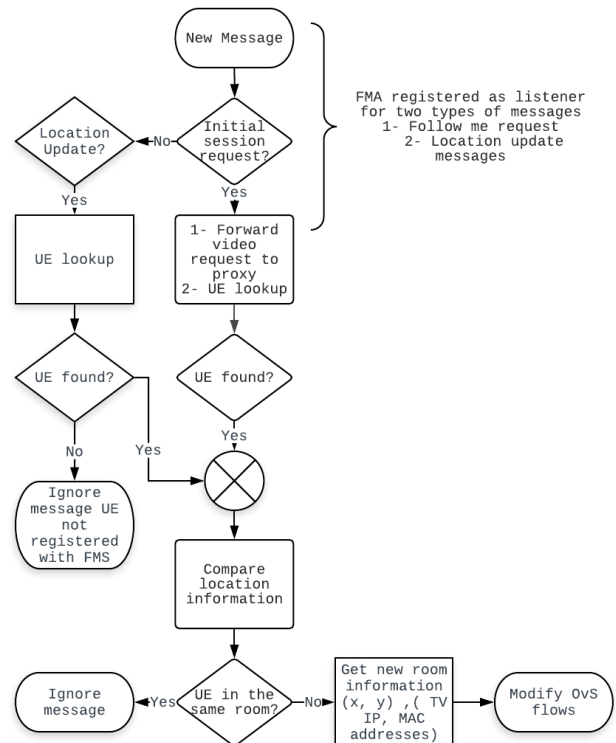 New Message
FMA registered as listener
for two types of messages
1- Follow me request
2- Location update
messages
Location
Update?
No
Initial
session
request?
Yes
Yes
UE lookup
1- Forward
video
request to
proxy
2- UE lookup
UE found?
UE found?
No
Yes
Yes
Ignore
message UE
not
registered
with FMS
Compare
location
information
Ignore
message
Yes
UE in the
same room?
No
Get new room
information
(x, y) ,( TV
IP, MAC
addresses)
Modify OvS
flows